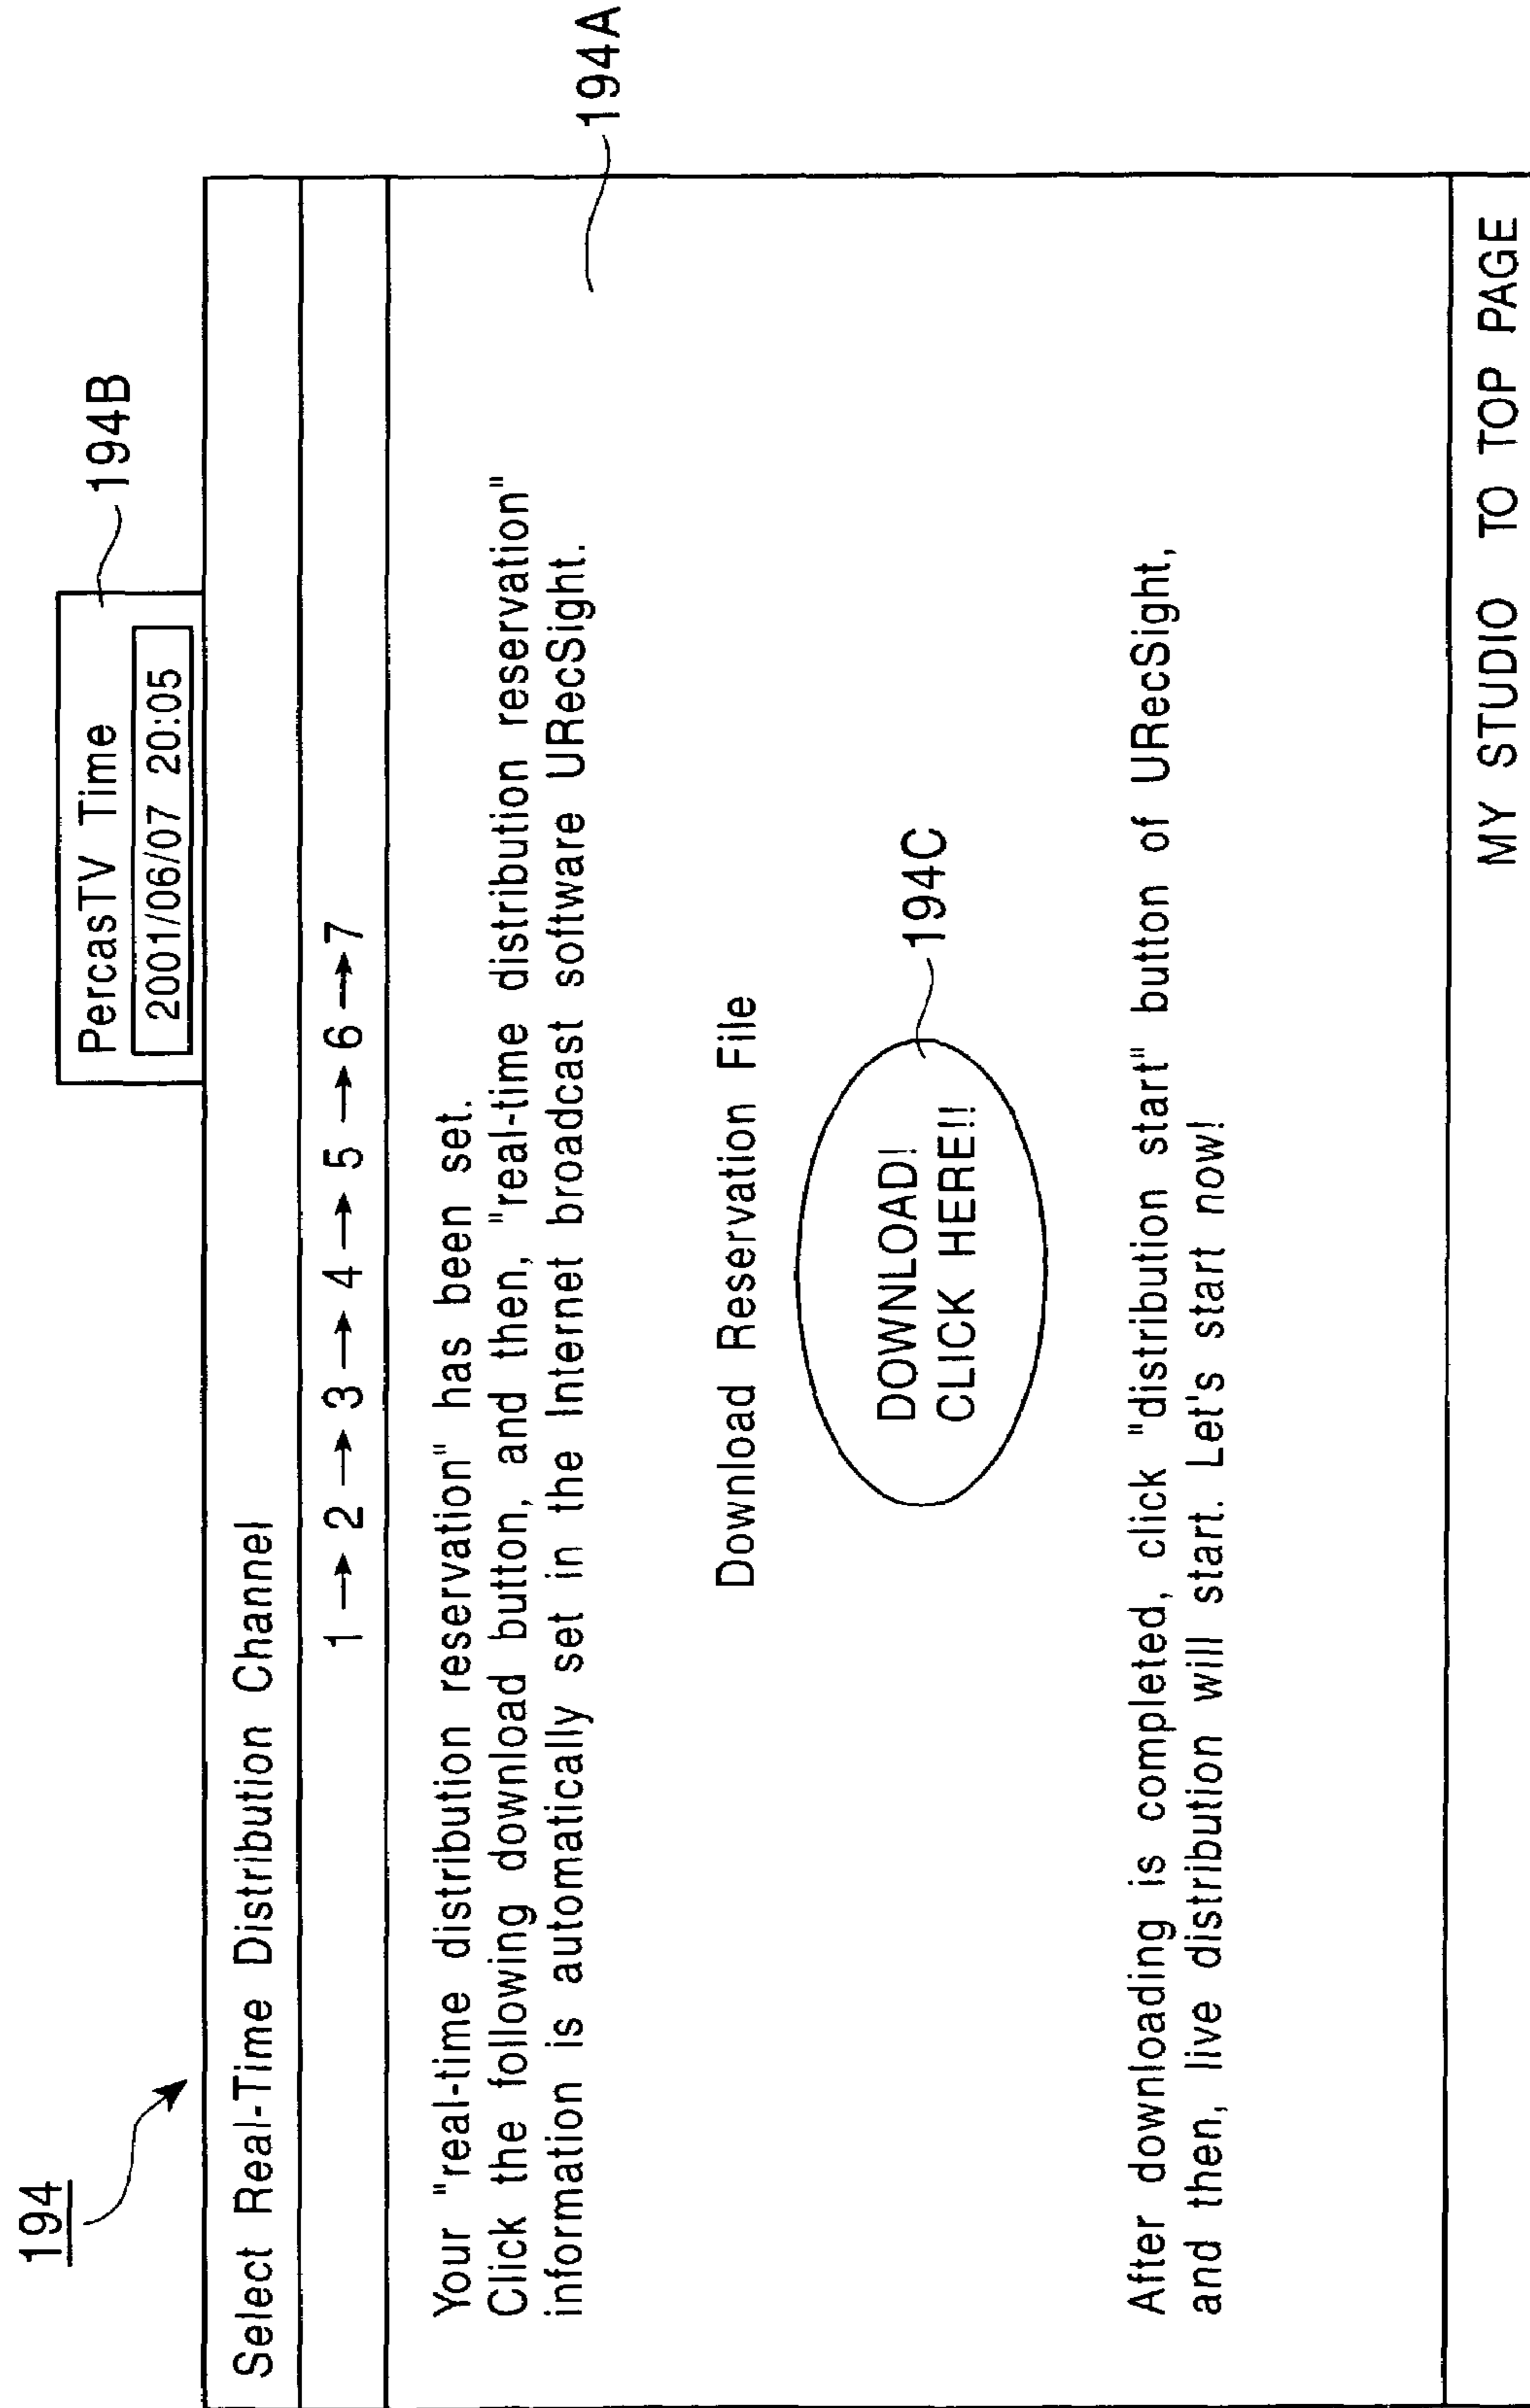 194
PercasTV Time
194B
2001/06/07 20:05
Select Real-Time Distribution Channel
1 → 2 → 3 → 4 → 5 → 6 → 7
Your "real-time distribution reservation" has been set.
Click the following download button, and then, "real-time distribution reservation"
information is automatically set in the Internet broadcast software URecSight.
194A
Download Reservation File
DOWNLOAD!
CLICK HERE!!
194C
After downloading is completed, click "distribution start" button of URecSight,
and then, live distribution will start. Let's start now!
MY STUDIO TO TOP PAGE